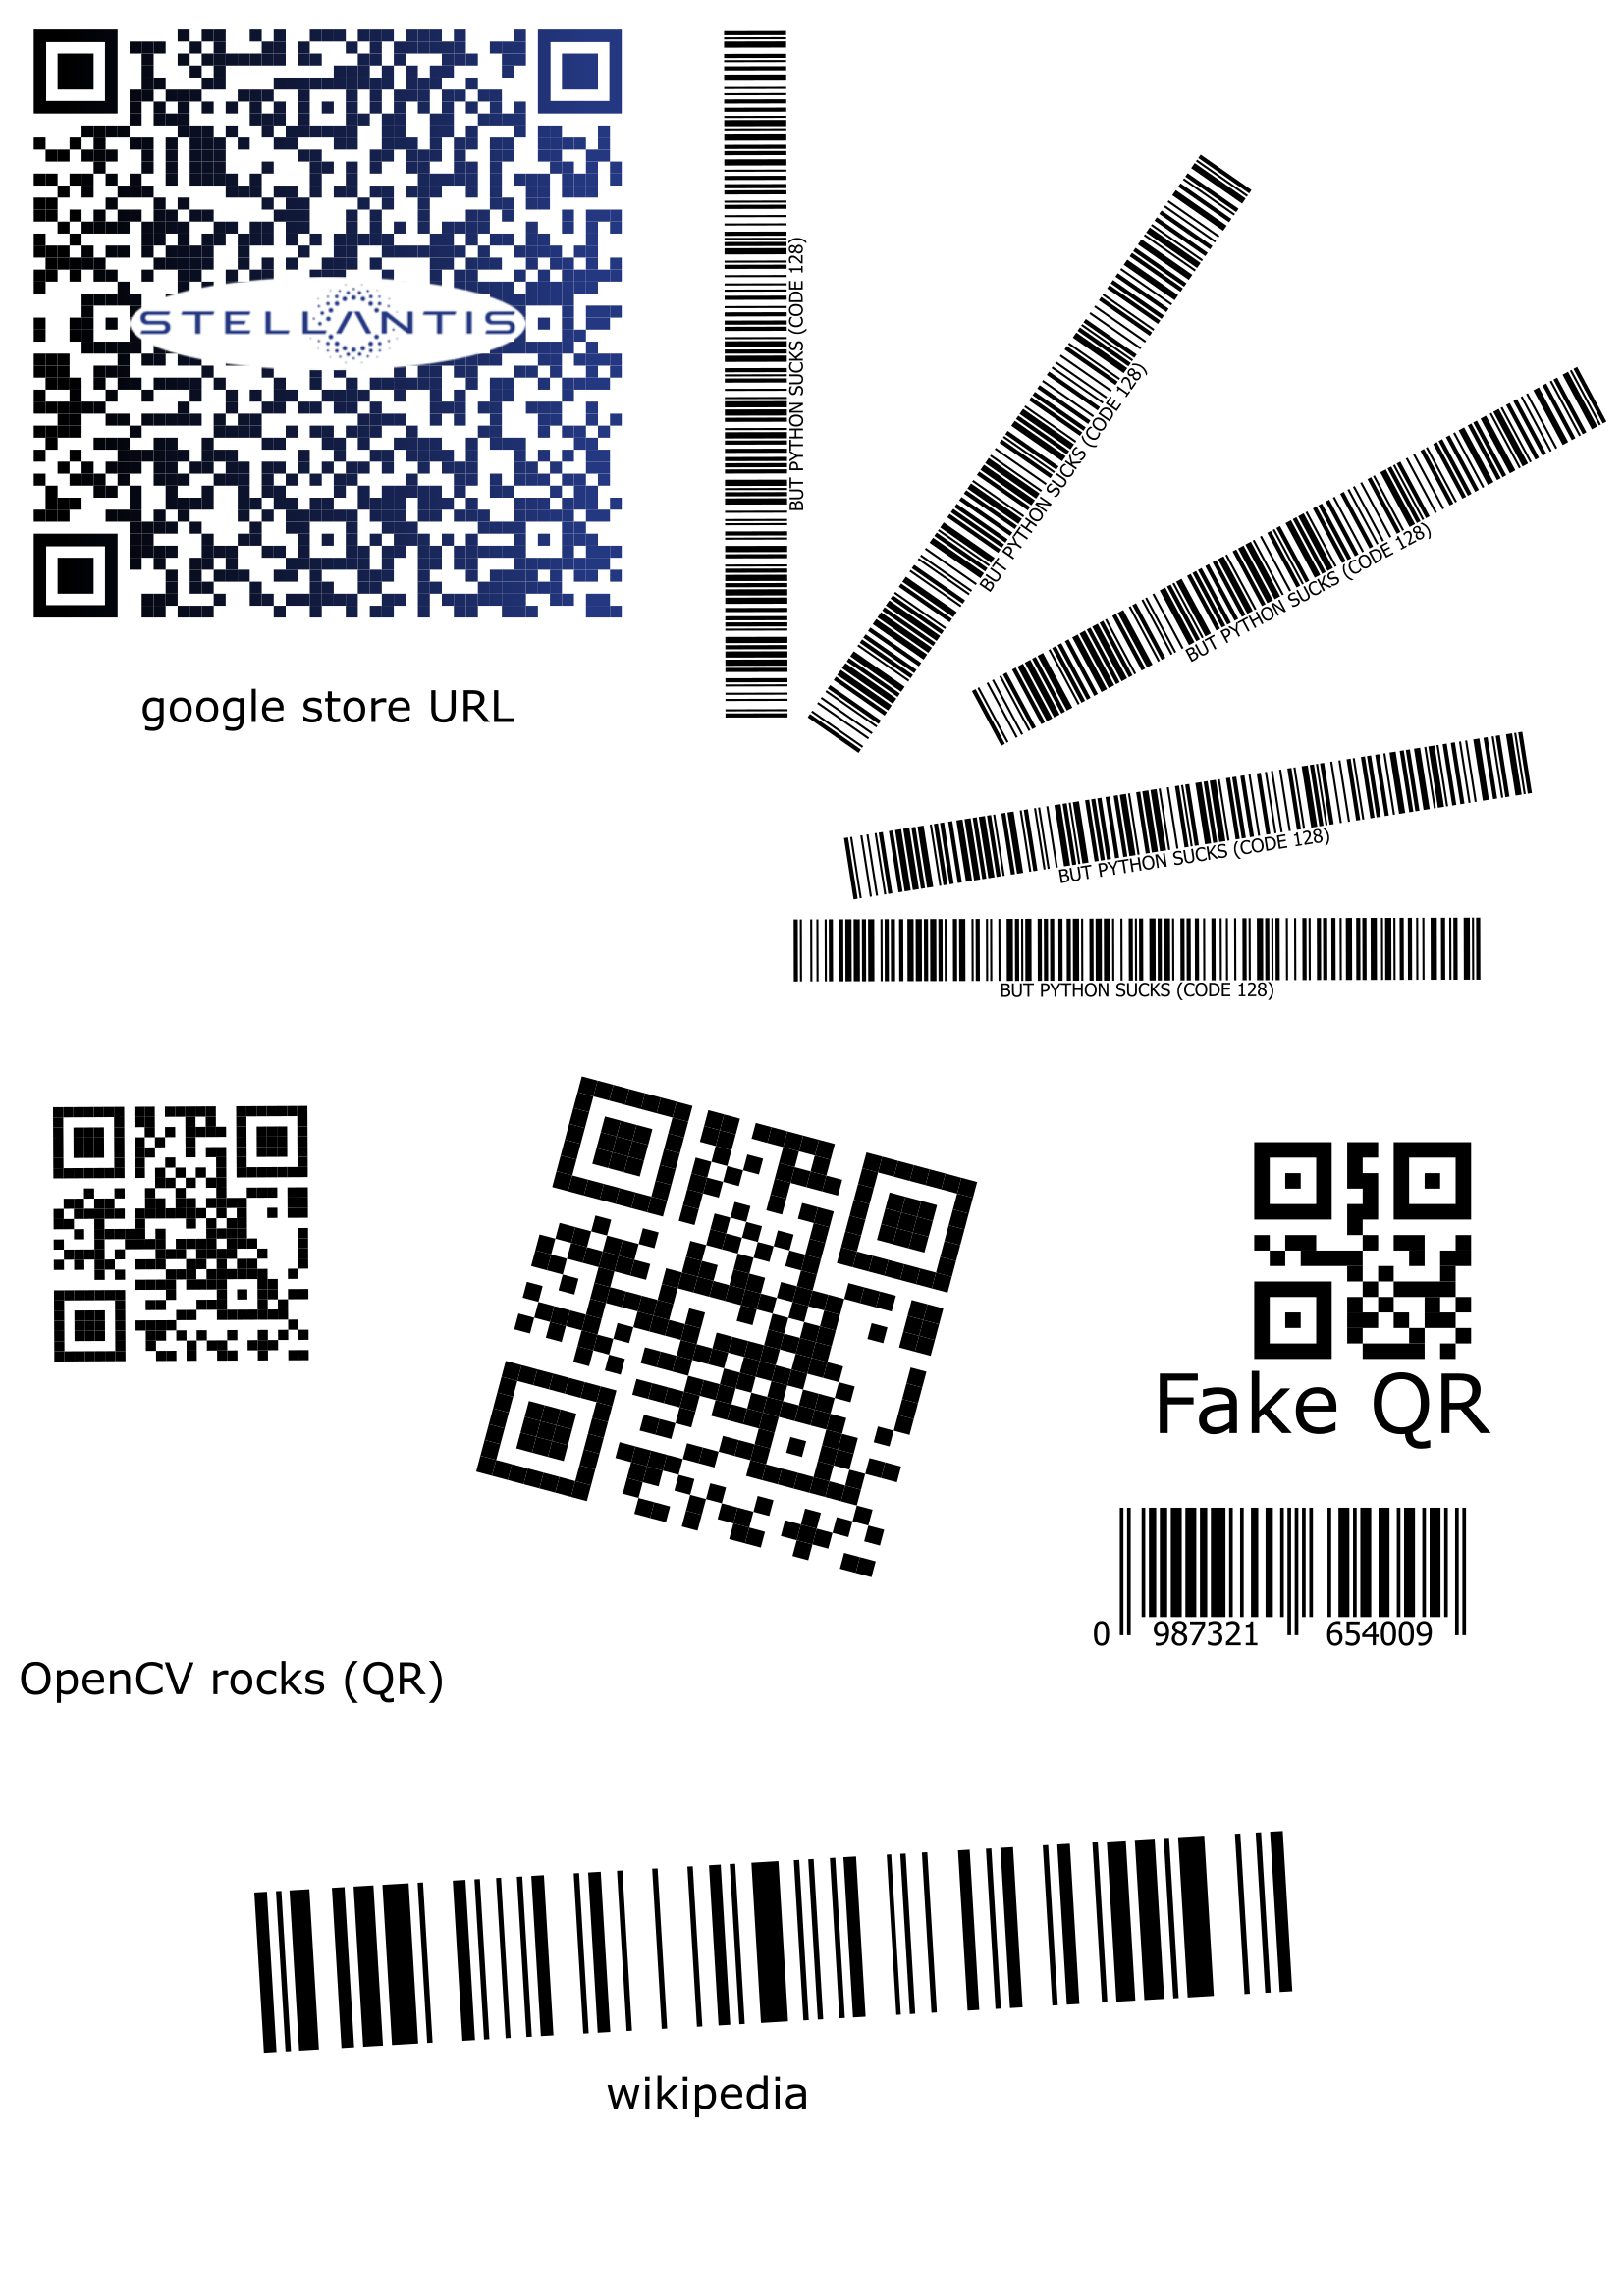 STELLANTIS
google store URL
BUT PYTHON SUCKS (CODE 128)
BUT PYTHON SUCKS (CODE 128)
BUT PYTHON SUCKS (CODE 128)
BUT PYTHON SUCKS (CODE 128)
BUT PYTHON SUCKS (CODE 128)
Fake QR
0 987321 654009
OpenCV rocks (QR)
wikipedia